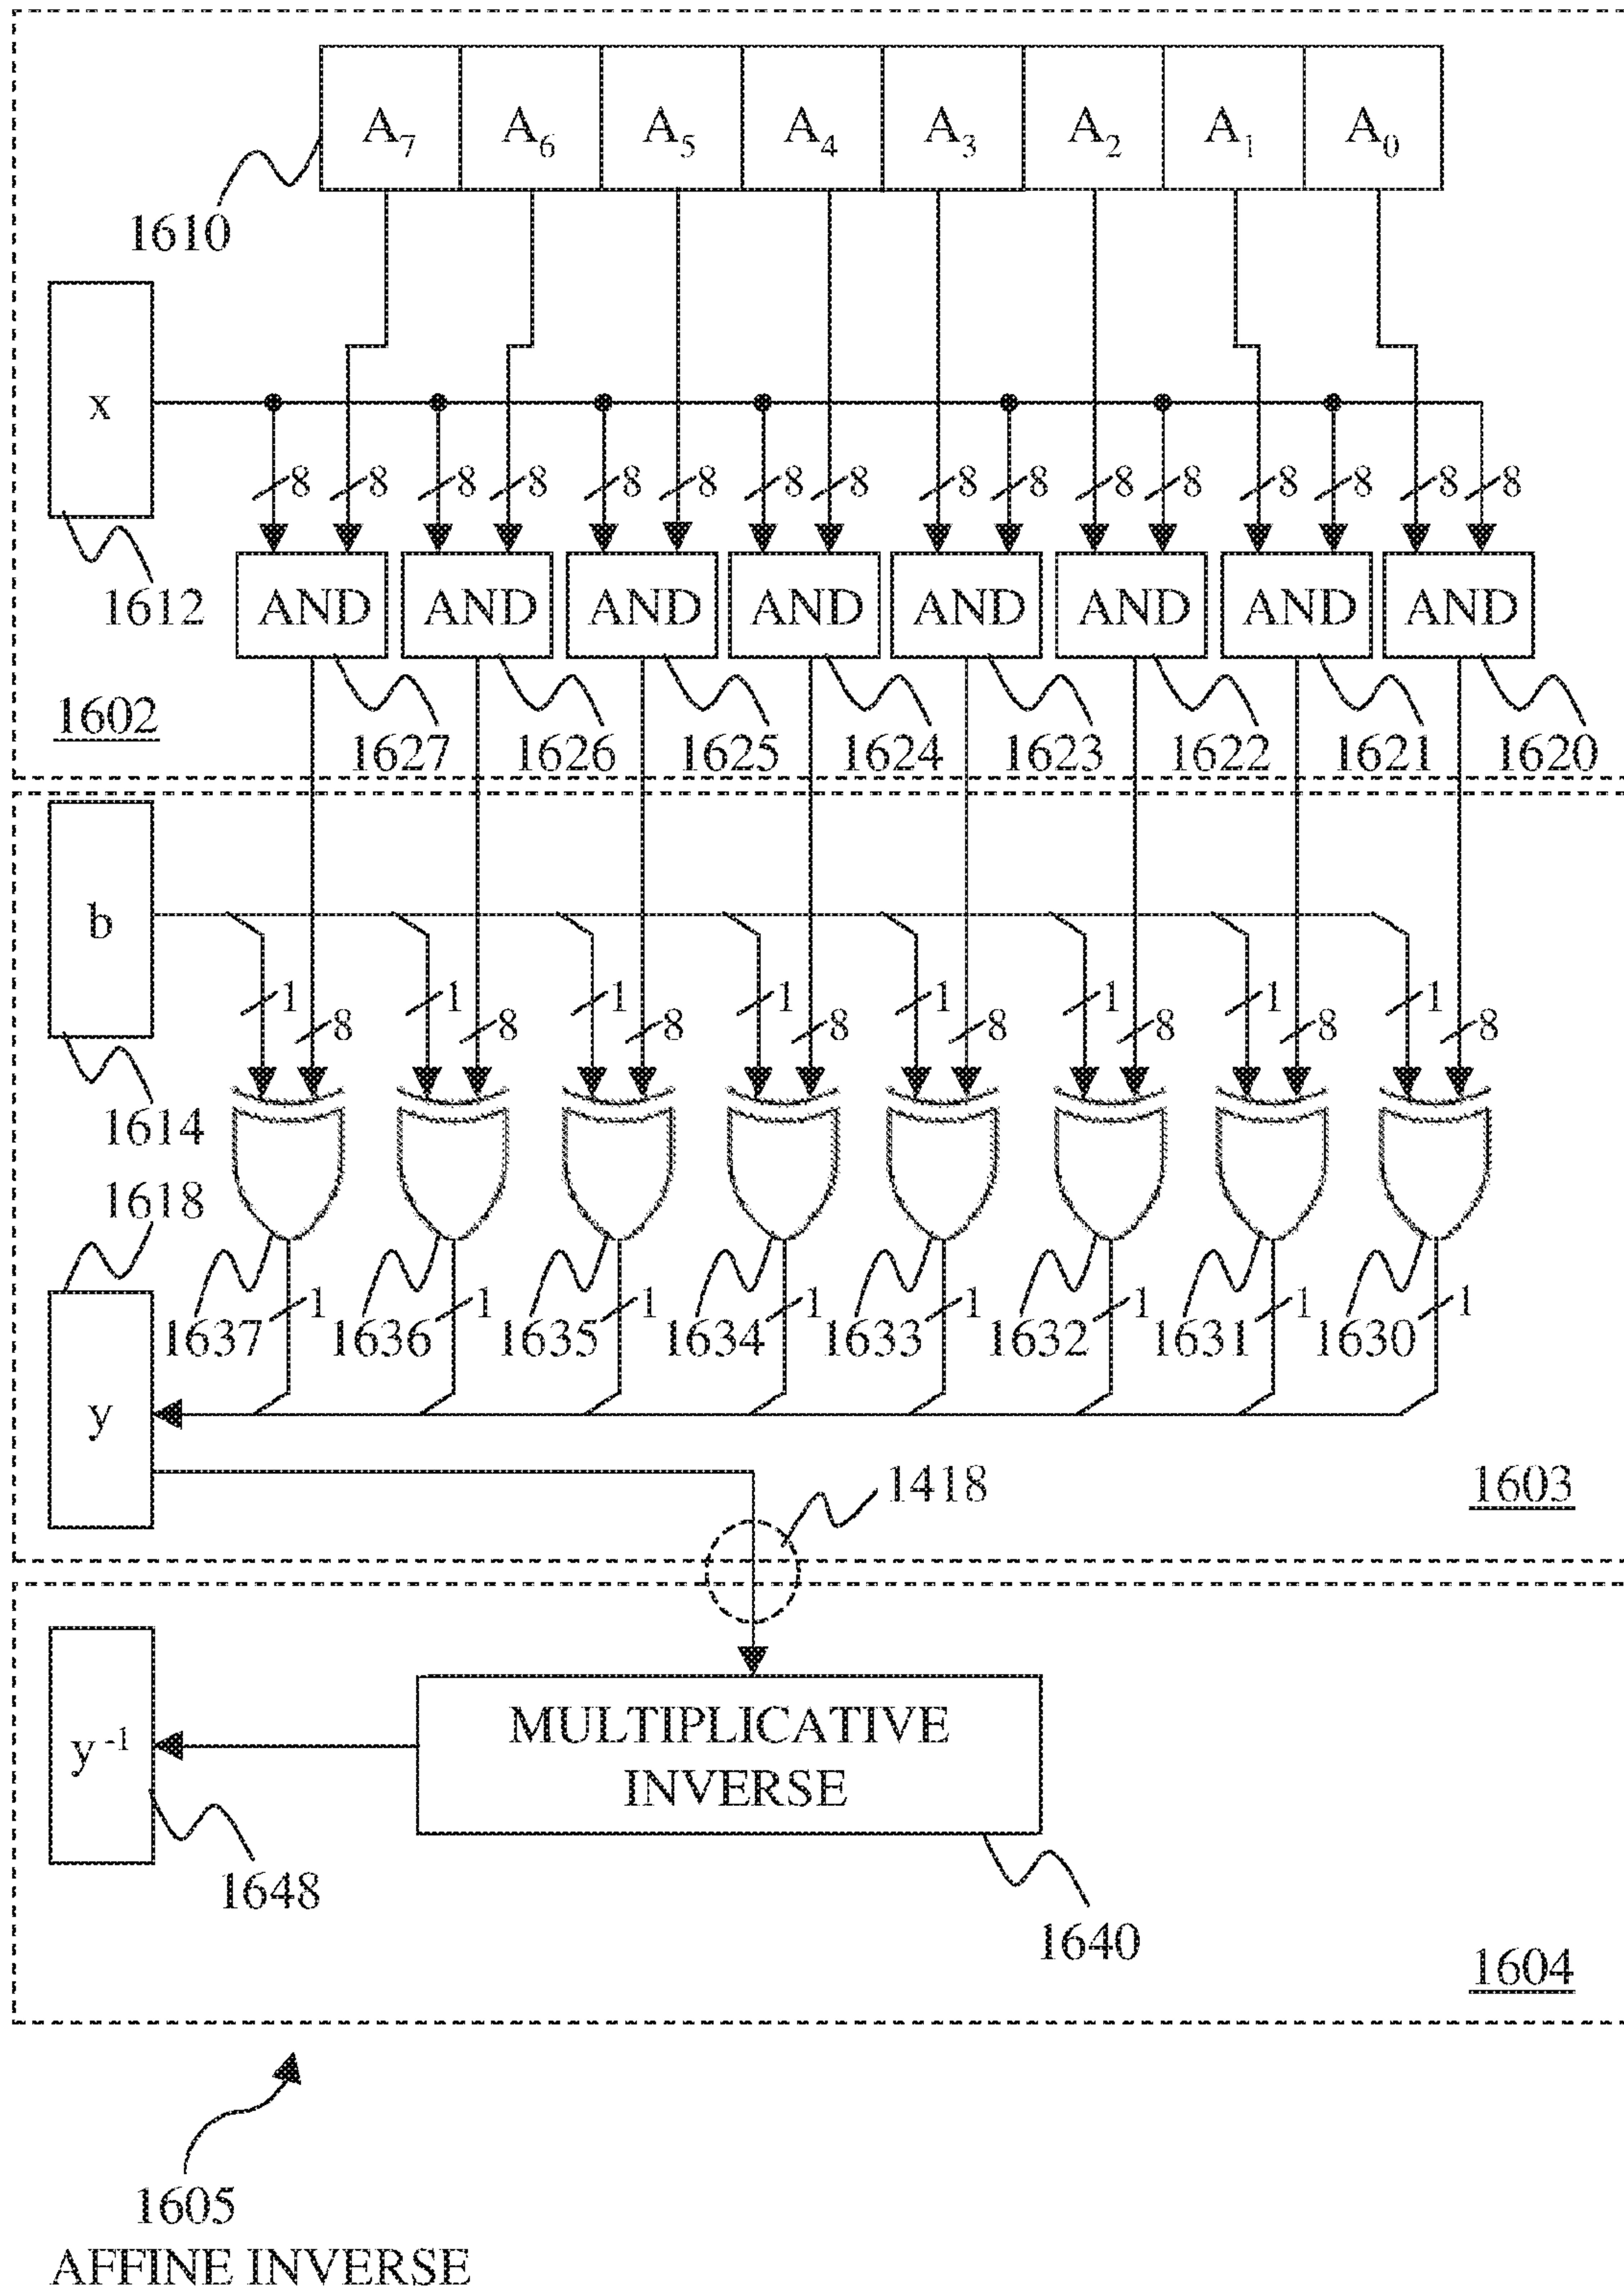 A7 A6 A5 A4 A3 A2 A1 A0
1610
x
8 8 8 8 8 8 8 8 8 8 8 8 8 8 8 8
1612
AND AND AND AND AND AND AND AND
1602
1627 1626 1625 1624 1623 1622 1621 1620
b
1 1 1 1 1 1 1 1
8 8 8 8 8 8 8 8
1614
1618
1 1 1 1 1 1 1 1
1637 1636 1635 1634 1633 1632 1631 1630
y
1418
1603
y-1
MULTIPLICATIVE
INVERSE
1648
1640
1604
1605
AFFINE INVERSE